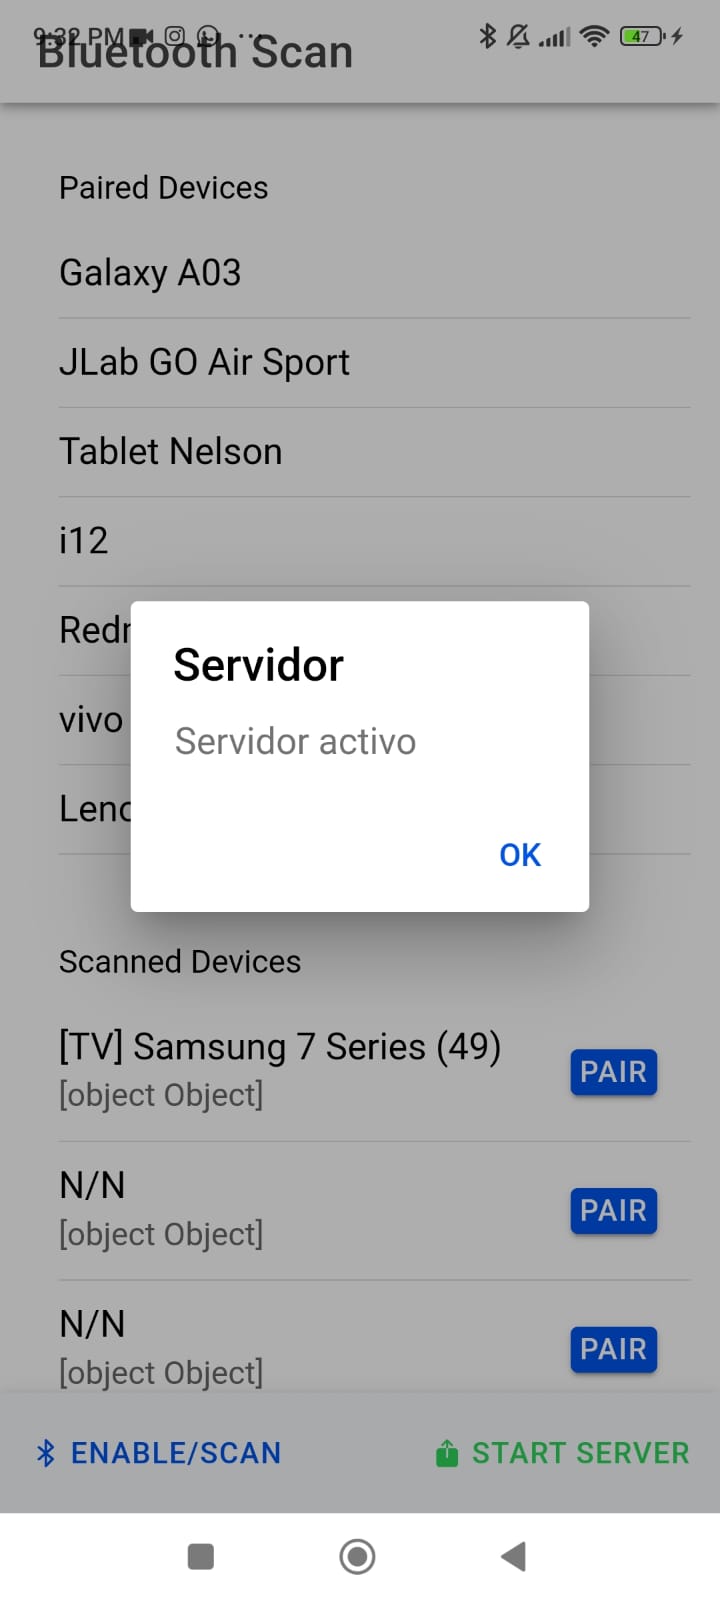 9:32 PM
47
Bluetooth Scan
Paired Devices
Galaxy A03
JLab GO Air Sport
Tablet Nelson
i12
vivo
Servidor
Servidor activo
OK
Scanned Devices
[TV] Samsung 7 Series (49)
[object Object]
PAIR
N/N
[object Object]
PAIR
N/N
[object Object]
PAIR
ENABLE/SCAN
START SERVER